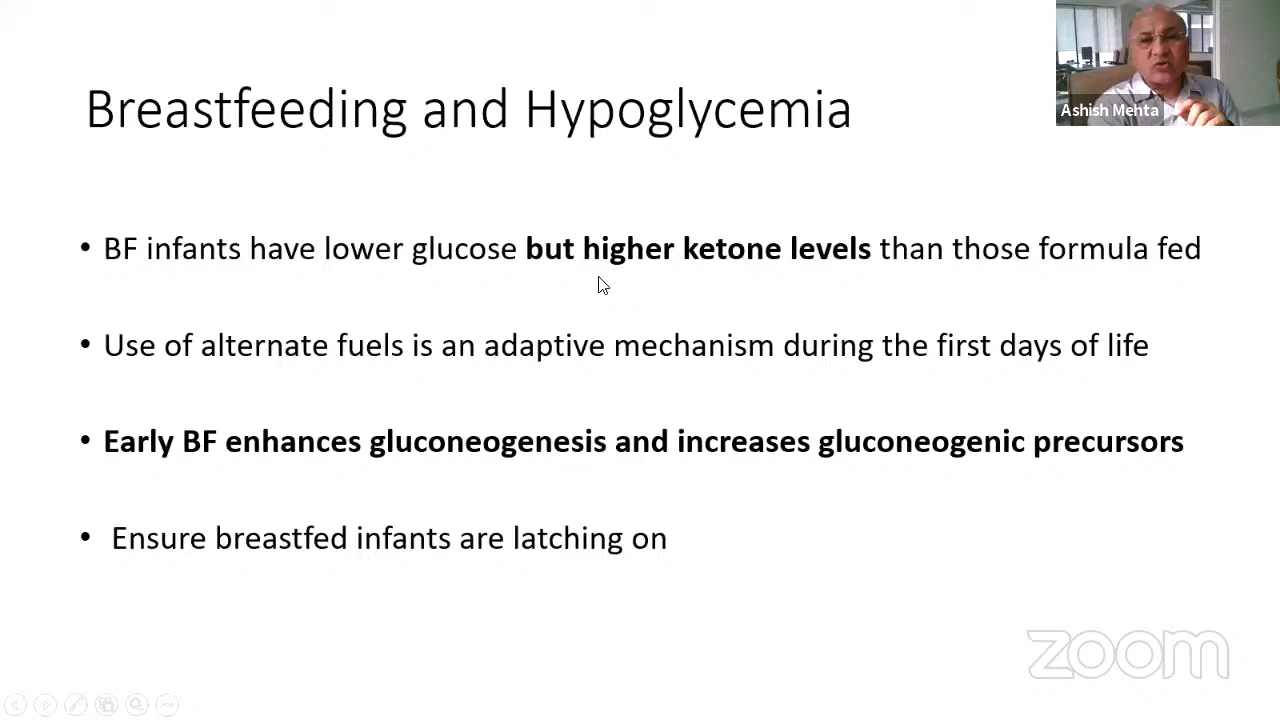 Breastfeeding and Hypoglycemia
Ashish Mehta
• BF infants have lower glucose but higher ketone levels than those formula fed
• Use of alternate fuels is an adaptive mechanism during the first days of life
• Early BF enhances gluconeogenesis and increases gluconeogenic precursors
• Ensure breastfed infants are latching on
zoom